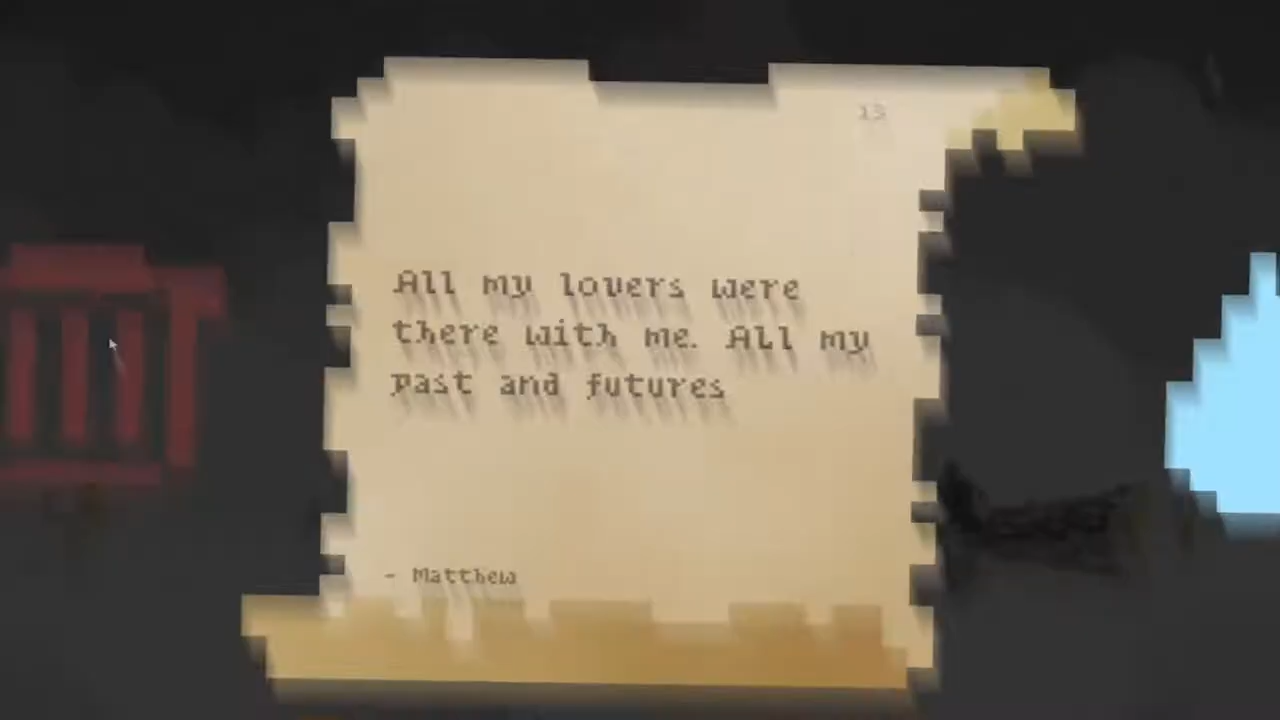 13
All my lovers were
there with me. All my
past and futures
- Matthew